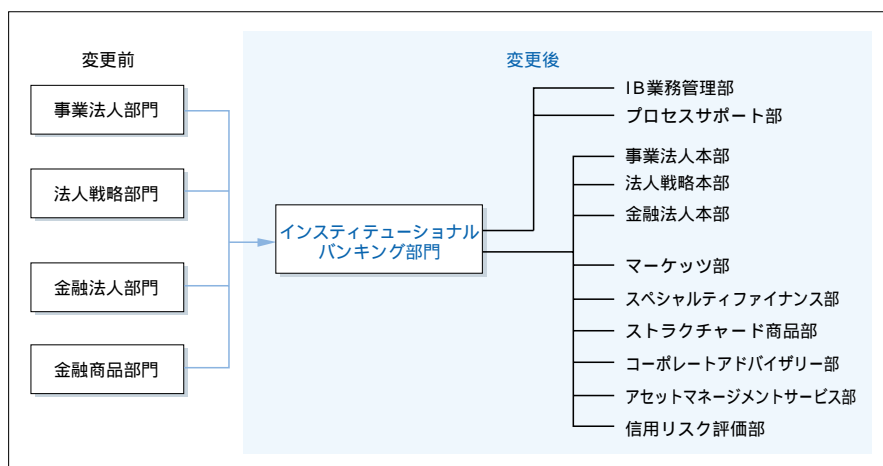 変更前
事業法人部門
法人戦略部門
金融法人部門
金融商品部門
変更後
インスティテューショナル
バンキング部門
IB業務管理部
プロセスサポート部
事業法人本部
法人戦略本部
金融法人本部
マーケッツ部
スペシャルティファイナンス部
ストラクチャード商品部
コーポレートアドバイザリー部
アセットマネージメントサービス部
信用リスク評価部